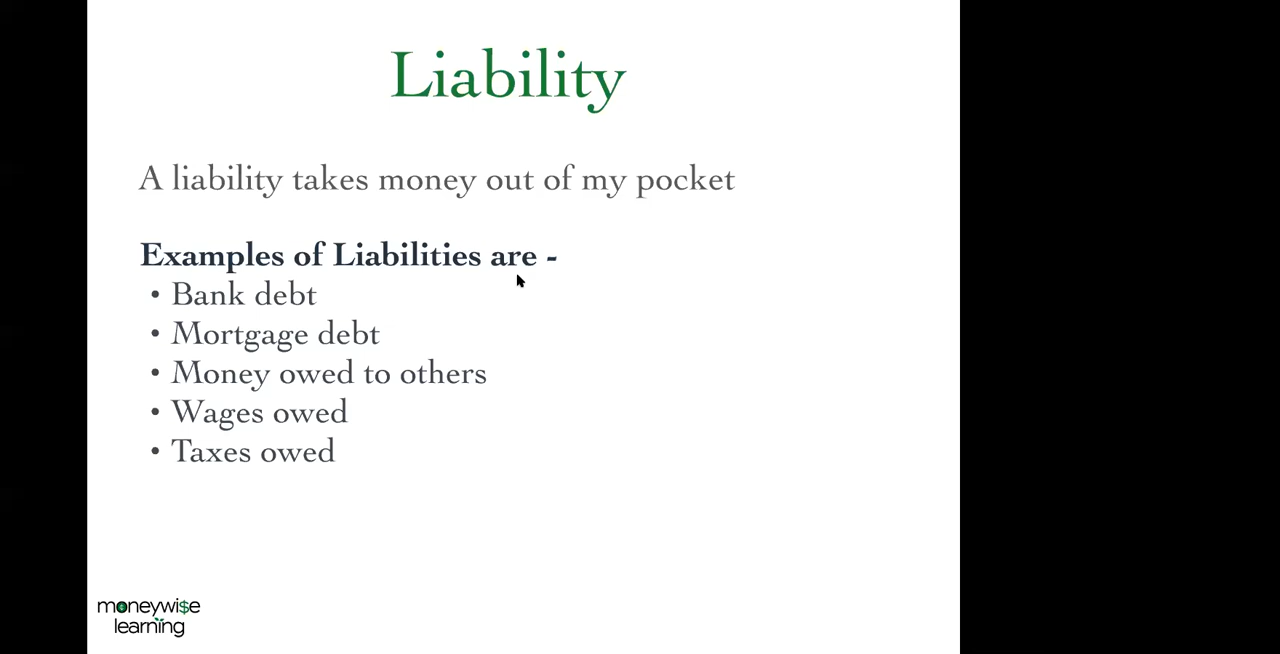 Liability
A liability takes money out of my pocket
Examples of Liabilities are -
• Bank debt
• Mortgage debt
• Money owed to others
• Wages owed
• Taxes owed
moneywi$e
learning